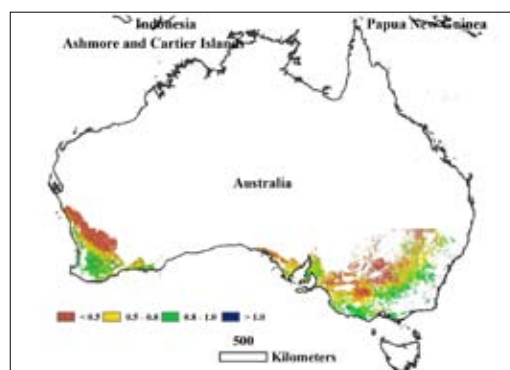 Indonesia Papua New Guinea
Ashmore and Cartier Islands
Australia
< 0.5 0.5 - 0.8 0.8 - 1.0 > 1.0
500
Kilometers